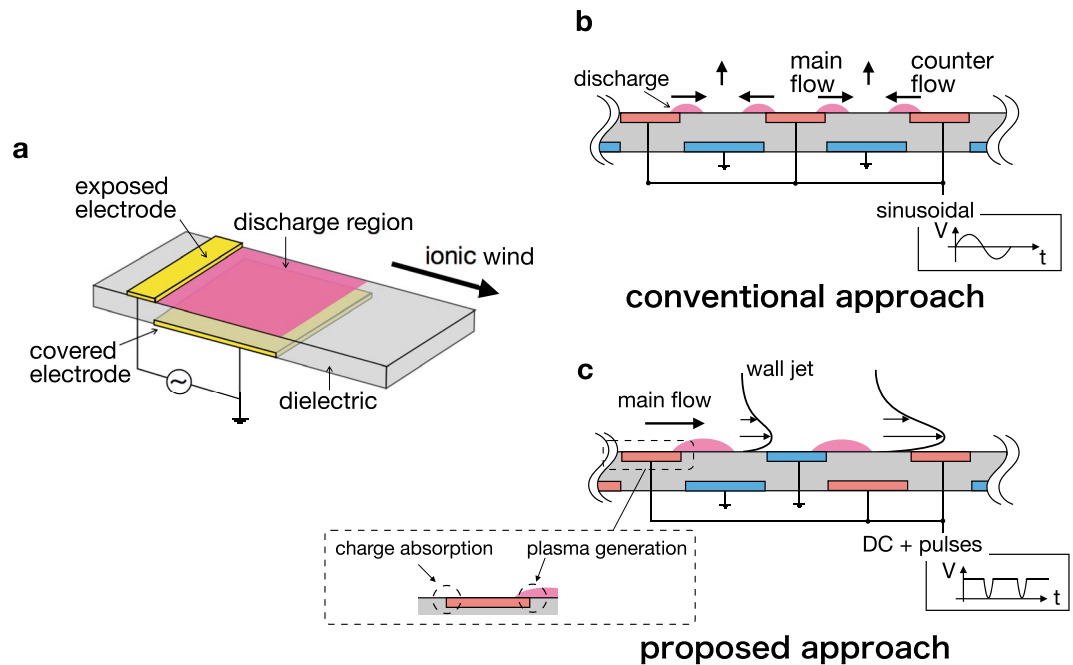 a
exposed
electrode
discharge region
ionic wind
covered
electrode
~
dielectric
b
discharge
main
flow
counter
flow
sinusoidal
V
t
conventional approach
c
wall jet
main flow
charge absorption
plasma generation
DC + pulses
V
t
proposed approach